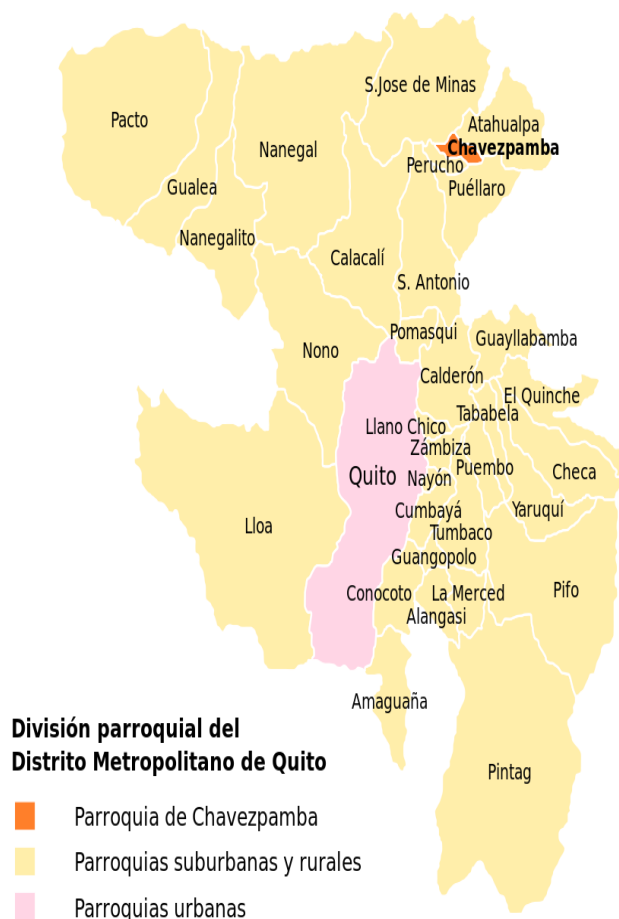 S.Jose de Minas
Pacto
Atahualpa
Chavezpamba
Nanegal
Perucho
Gualea
Puéllaro
Nanegalito
Calacalí
S. Antonio
Pomasqui
Guayllabamba
Nono
Calderón
El Quinche
Tababela
Llano Chico
Zámbiza
Puembo
Checa
Quito
Nayón
Cumbayá
Yaruquí
Lloa
Tumbaco
Guangopolo
Conocoto
La Merced
Pifo
Alangasi
Amaguaña
Pintag
División parroquial del
Distrito Metropolitano de Quito
Parroquia de Chavezpamba
Parroquias suburbanas y rurales
Parroquias urbanas